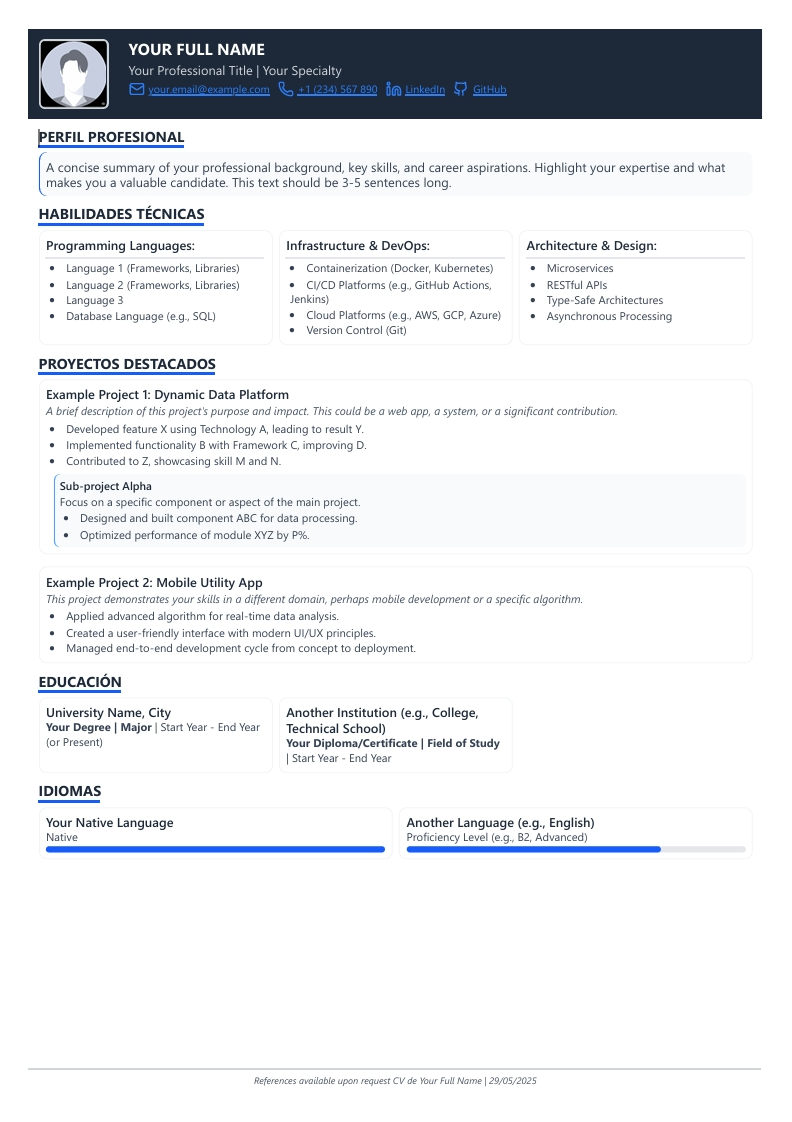 YOUR FULL NAME
Your Professional Title | Your Specialty
your.email@example.com +1 (234) 567 890 LinkedIn GitHub
PERFIL PROFESIONAL
A concise summary of your professional background, key skills, and career aspirations. Highlight your expertise and what
makes you a valuable candidate. This text should be 3-5 sentences long.
HABILIDADES TÉCNICAS
Programming Languages:
• Language 1 (Frameworks, Libraries)
• Language 2 (Frameworks, Libraries)
• Language 3
• Database Language (e.g., SQL)
Infrastructure & DevOps:
• Containerization (Docker, Kubernetes)
• CI/CD Platforms (e.g., GitHub Actions,
Jenkins)
• Cloud Platforms (e.g., AWS, GCP, Azure)
• Version Control (Git)
Architecture & Design:
• Microservices
• RESTful APIs
• Type-Safe Architectures
• Asynchronous Processing
PROYECTOS DESTACADOS
Example Project 1: Dynamic Data Platform
A brief description of this project's purpose and impact. This could be a web app, a system, or a significant contribution.
• Developed feature X using Technology A, leading to result Y.
• Implemented functionality B with Framework C, improving D.
• Contributed to Z, showcasing skill M and N.
Sub-project Alpha
Focus on a specific component or aspect of the main project.
• Designed and built component ABC for data processing.
• Optimized performance of module XYZ by P%.
Example Project 2: Mobile Utility App
This project demonstrates your skills in a different domain, perhaps mobile development or a specific algorithm.
• Applied advanced algorithm for real-time data analysis.
• Created a user-friendly interface with modern UI/UX principles.
• Managed end-to-end development cycle from concept to deployment.
EDUCACIÓN
University Name, City
Your Degree | Major | Start Year - End Year
(or Present)
Another Institution (e.g., College,
Technical School)
Your Diploma/Certificate | Field of Study
| Start Year - End Year
IDIOMAS
Your Native Language
Native
Another Language (e.g., English)
Proficiency Level (e.g., B2, Advanced)
References available upon request CV de Your Full Name | 29/05/2025